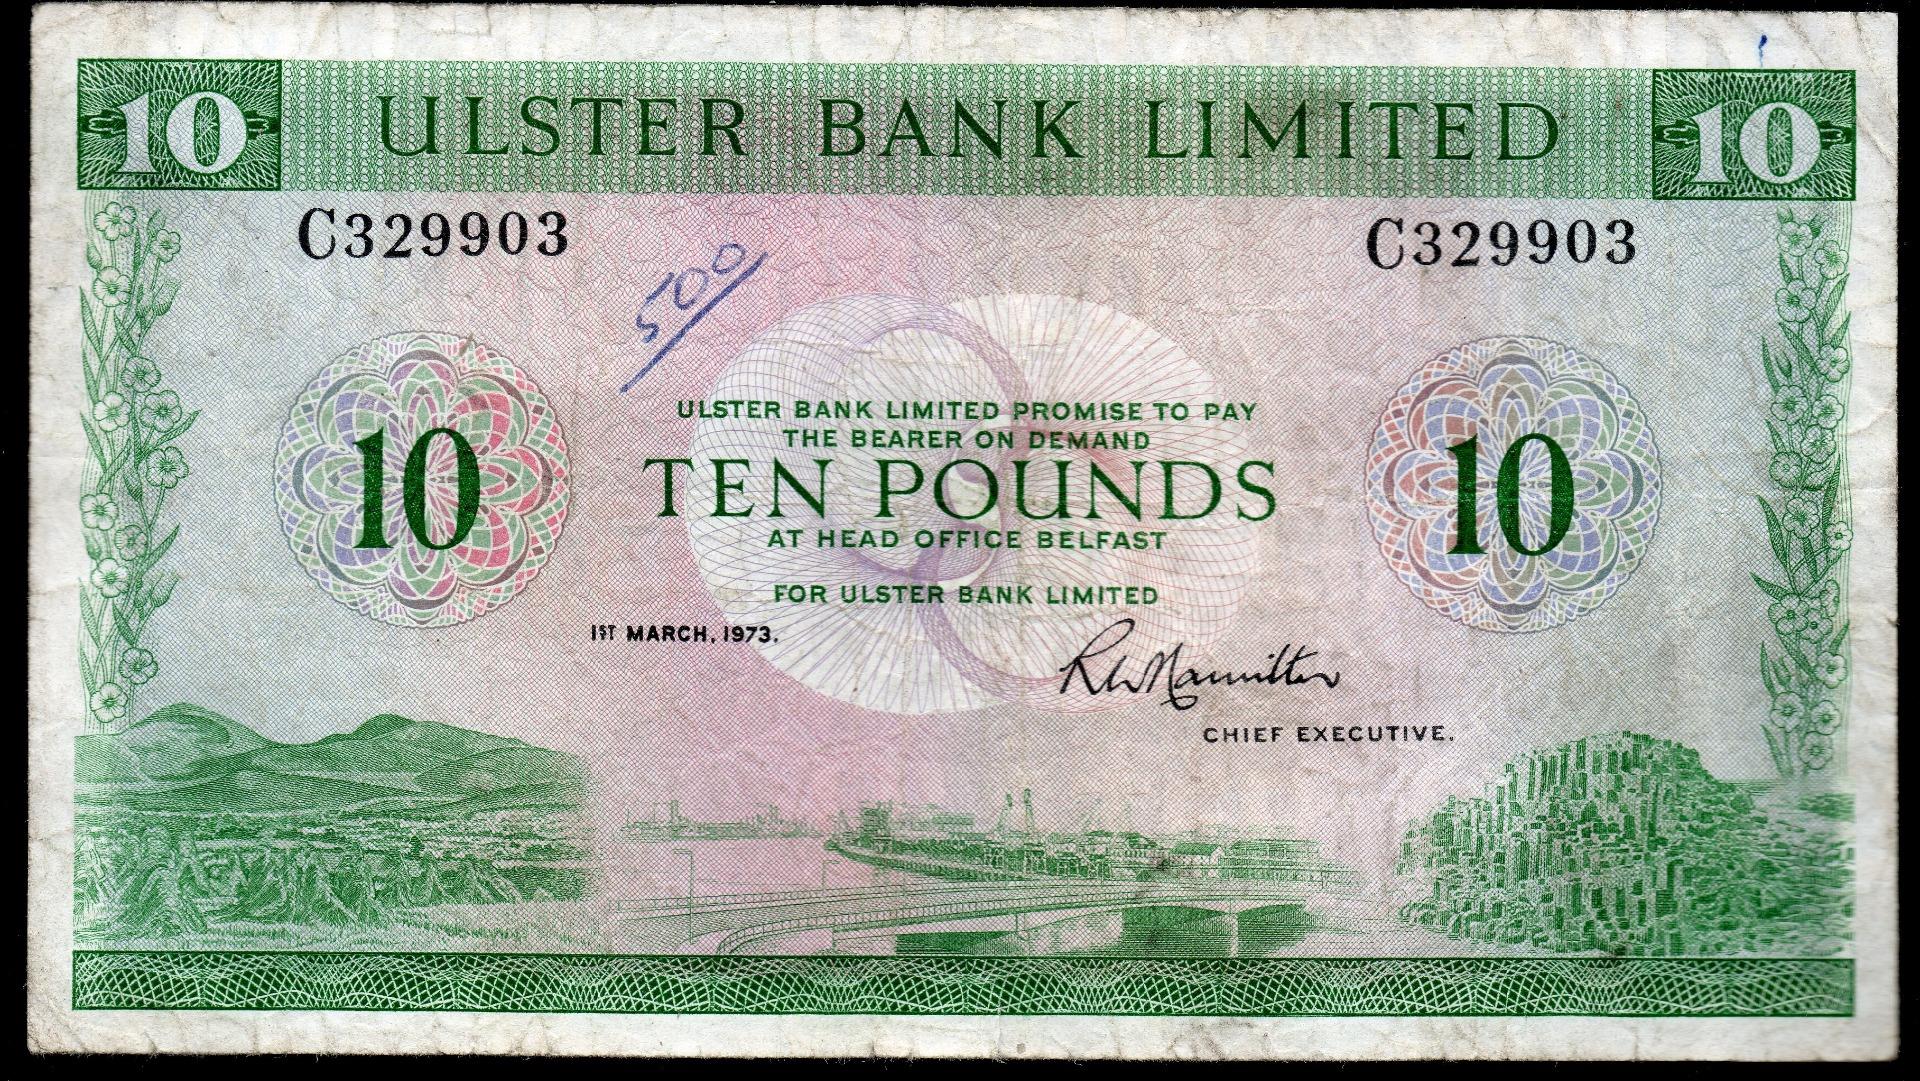 10 ULSTER BANK LIMITED 10
C329903 C329903
500
ULSTER BANK LIMITED PROMISE TO PAY
THE BEARER ON DEMAND
10 TEN POUNDS 10
AT HEAD OFFICE BELFAST
FOR ULSTER BANK LIMITED
1ST MARCH, 1973.
RWHamilton
CHIEF EXECUTIVE.